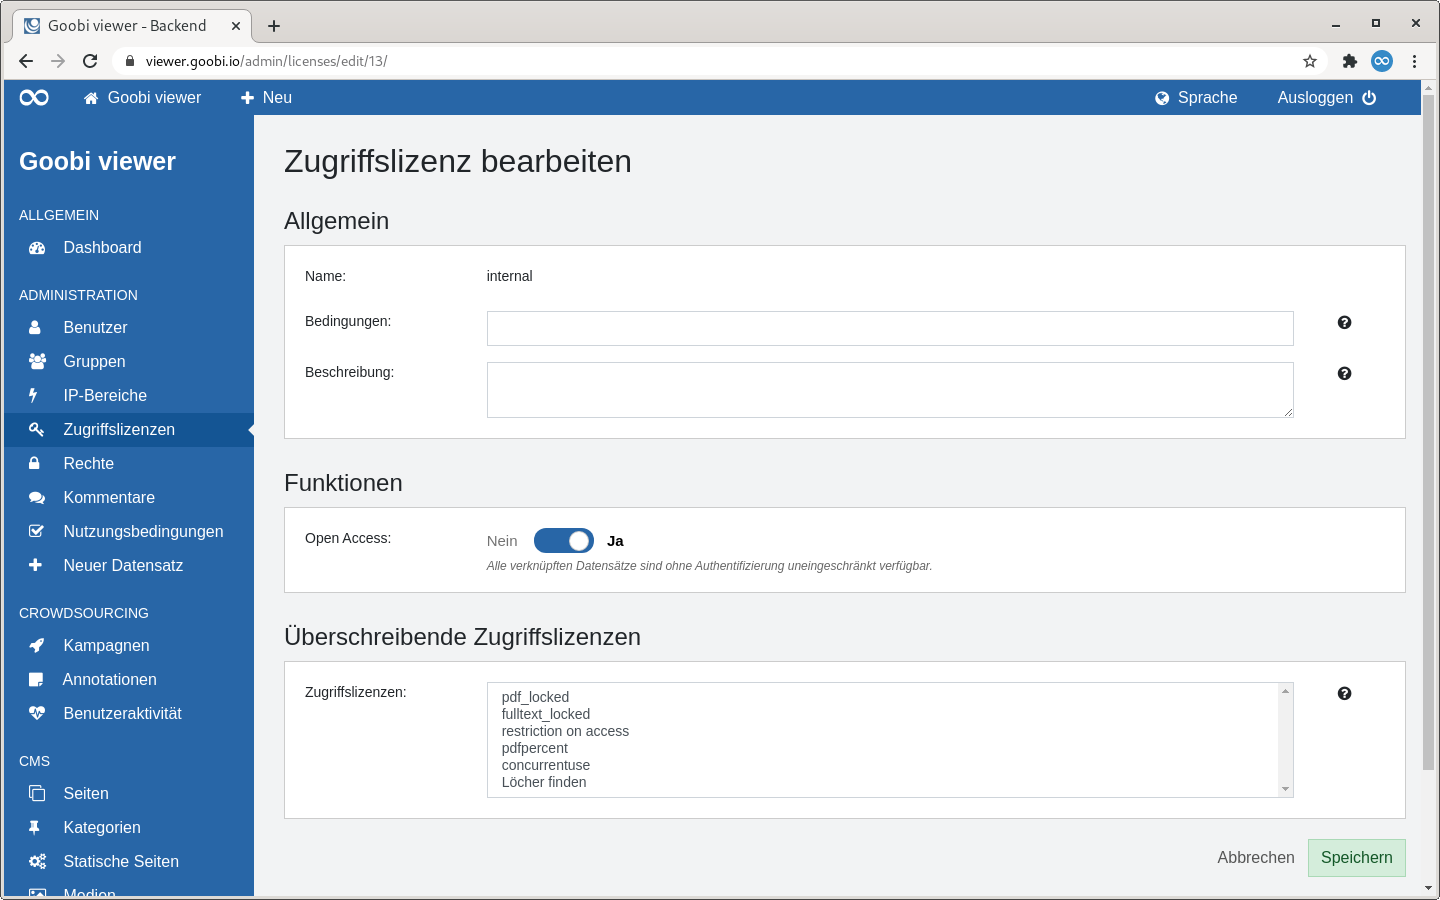 Goobi viewer - Backend
viewer.goobi.io/admin/licenses/edit/13/
Goobi viewer
Neu
Sprache
Ausloggen
Goobi viewer
ALLGEMEIN
Dashboard
ADMINISTRATION
Benutzer
Gruppen
IP-Bereiche
Zugriffslizenzen
Rechte
Kommentare
Nutzungsbedingungen
Neuer Datensatz
CROWDSOURCING
Kampagnen
Annotationen
Benutzeraktivität
CMS
Seiten
Kategorien
Statische Seiten
Medien
Zugriffslizenz bearbeiten
Allgemein
Name: internal
Bedingungen:
Beschreibung:
Funktionen
Open Access: Nein Ja
Alle verknüpften Datensätze sind ohne Authentifizierung uneingeschränkt verfügbar.
Überschreibende Zugriffslizenzen
Zugriffslizenzen:
pdf_locked
fulltext_locked
restriction on access
pdfpercent
concurrentuse
Löcher finden
Abbrechen
Speichern